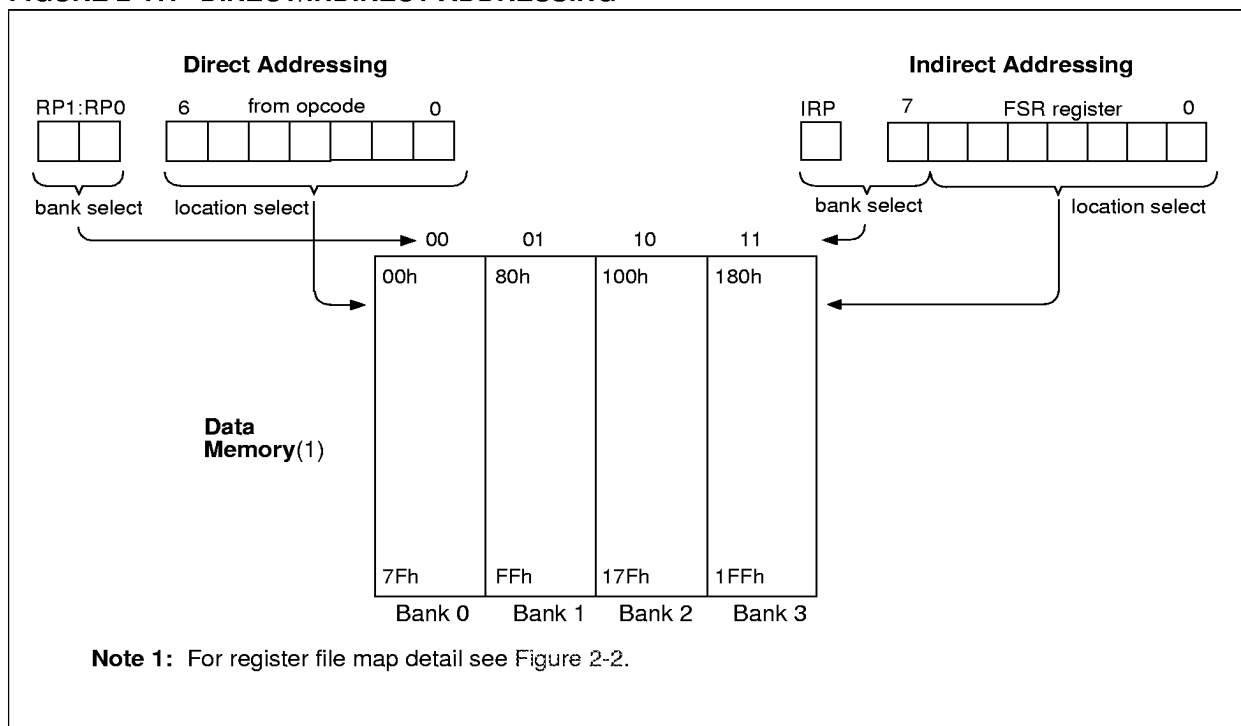 Direct Addressing
Indirect Addressing
RP1:RP0 6 from opcode 0
IRP 7 FSR register 0
bank select location select
bank select location select
00 01 10 11
00h 80h 100h 180h
Data
Memory(1)
7Fh FFh 17Fh 1FFh
Bank 0 Bank 1 Bank 2 Bank 3
Note 1: For register file map detail see Figure 2-2.